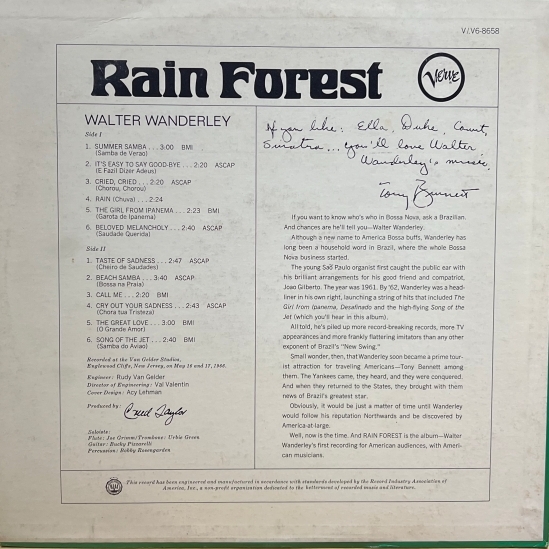 V/V6-8658
Rain Forest
Verve
WALTER WANDERLEY
Side I
1. SUMMER SAMBA . . . 3:00 BMI
(Samba de Verao)
2. IT'S EASY TO SAY GOOD-BYE . . . 2:20 ASCAP
(E Fazil Dizer Adeus)
3. CRIED, CRIED . . . 2:20 ASCAP
(Chorou, Chorou)
4. RAIN (Chuva) . . . 2:24
5. THE GIRL FROM IPANEMA . . . 2:23 BMI
(Garota de Ipanema)
6. BELOVED MELANCHOLY . . . 2:40 ASCAP
(Saudade Querida)
Side II
1. TASTE OF SADNESS . . . 2:47 ASCAP
(Cheiro de Saudades)
2. BEACH SAMBA . . . 3:40 ASCAP
(Bossa na Praia)
3. CALL ME . . . 2:20 BMI
4. CRY OUT YOUR SADNESS . . . 2:43 ASCAP
(Chora tua Tristeza)
5. THE GREAT LOVE . . . 3:00 BMI
(O Grande Amor)
6. SONG OF THE JET . . . 2:40 BMI
(Samba do Aviao)
Recorded at the Van Gelder Studios,
Englewood Cliffs, New Jersey, on May 16 and 17, 1966.
Engineer: Rudy Van Gelder
Director of Engineering: Val Valentin
Cover Design: Acy Lehman
Produced by: Creed Taylor
Soloists:
Flute: Joe Grimm/Trombone: Urbie Green
Guitar: Bucky Pizzarelli
Percussion: Bobby Rosengarden
If you like: Ella, Duke, Count,
Sinatra... you'll love Walter
Wanderley's music.
Tony Bennett
If you want to know who's who in Bossa Nova, ask a Brazilian.
And chances are he'll tell you—Walter Wanderley.
Although a new name to America Bossa buffs, Wanderley has
long been a household word in Brazil, where the whole Bossa
Nova business started.
The young Saõ Paulo organist first caught the public ear with
his brilliant arrangements for his good friend and compatriot,
Joao Gilberto. The year was 1961. By '62, Wanderley was a head-
liner in his own right, launching a string of hits that included The
Girl from Ipanema, Desafinado and the high-flying Song of the
Jet (which you'll hear in this album).
All told, he's piled up more record-breaking records, more TV
appearances and more frankly flattering imitators than any other
exponent of Brazil's "New Swing."
Small wonder, then, that Wanderley soon became a prime tour-
ist attraction for traveling Americans—Tony Bennett among
them. The Yankees came, they heard, and they were conquered.
And when they returned to the States, they brought with them
news of Brazil's greatest star.
Obviously, it would be just a matter of time until Wanderley
would follow his reputation Northwards and be discovered by
America-at-large.
Well, now is the time. And RAIN FOREST is the album—Walter
Wanderley's first recording for American audiences, with Ameri-
can musicians.
This record has been engineered and manufactured in accordance with standards developed by the Record Industry Association of
America, Inc., a non-profit organization dedicated to the betterment of recorded music and literature.